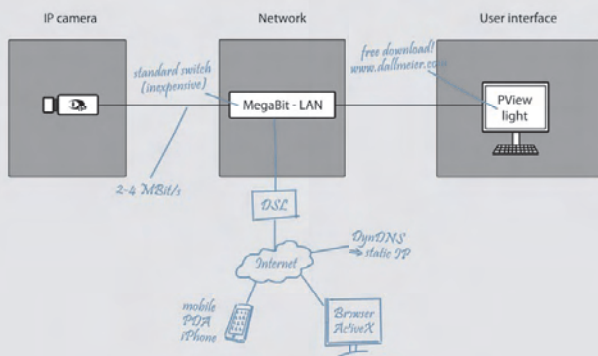 IP camera
Network
User interface
standard switch
(inexpensive)
free download!
www.dallmeier.com
MegaBit - LAN
PView
light
2-4 MBit/s
DSL
DynDNS
→ static IP
Internet
mobile
PDA
iPhone
Browser
ActiveX